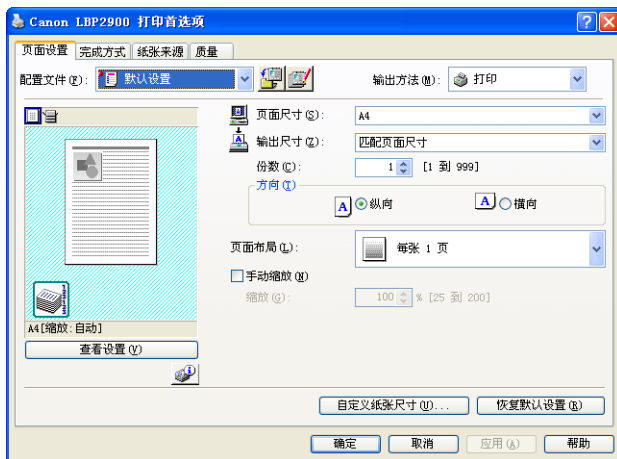 Canon LBP2900 打印首选项
页面设置 完成方式 纸张来源 质量
配置文件(F): 默认设置 输出方法(M): 打印
页面尺寸(S): A4
输出尺寸(Z): 匹配页面尺寸
份数(C): 1 [1 到 999]
方向(T)
A 纵向 A 横向
页面布局(L): 每张 1 页
手动缩放(N)
缩放(G): 100 % [25 到 200]
A4[缩放:自动]
查看设置(V)
自定义纸张尺寸(U)... 恢复默认设置(R)
确定 取消 应用(A) 帮助